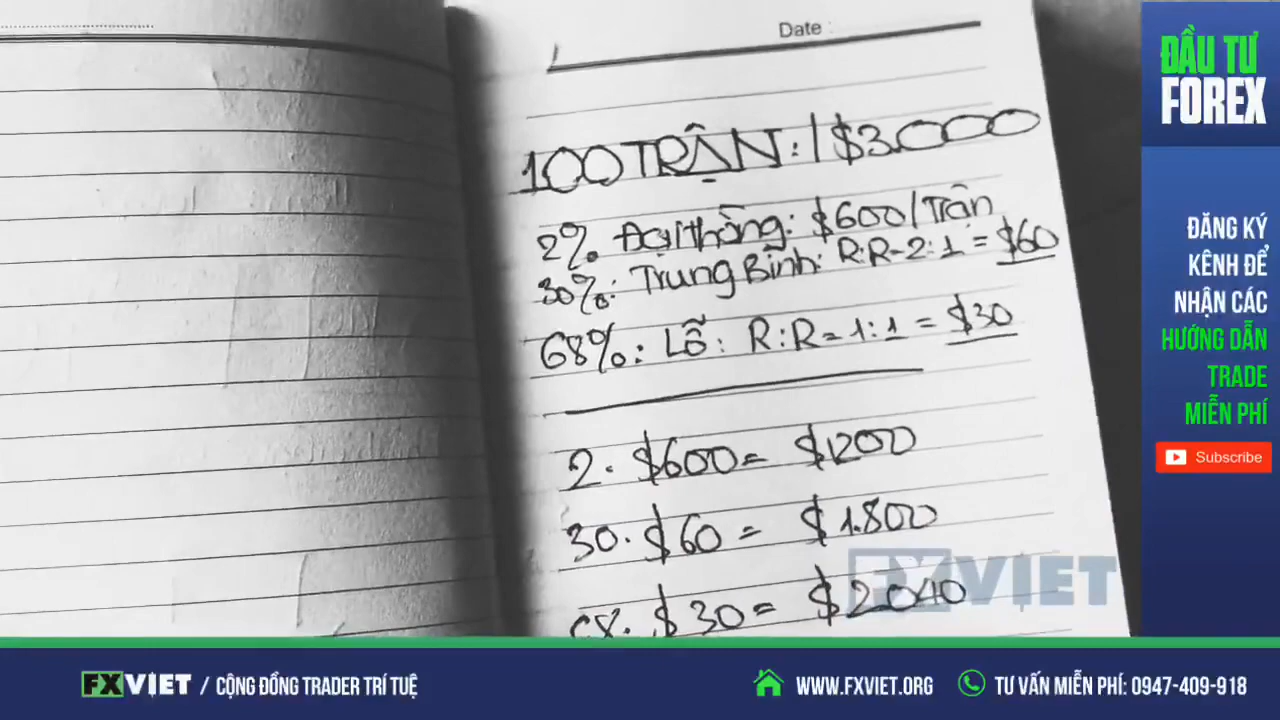 Date :
100 TRẬN: | $3.000
2% Đại thắng: $600/Trận
30%: Trung Bình: R:R-2:1 = $60
68%: Lỗ: R:R=1:1 = $30
2. $600= $1200
30. $60 = $1.800
68. $30= $2040
FXVIET
ĐẦU TƯ
FOREX
ĐĂNG KÝ
KÊNH ĐỂ
NHẬN CÁC
HƯỚNG DẪN
TRADE
MIỄN PHÍ
Subscribe
FXVIET / CỘNG ĐỒNG TRADER TRÍ TUỆ
WWW.FXVIET.ORG
TƯ VẤN MIỄN PHÍ: 0947-409-918